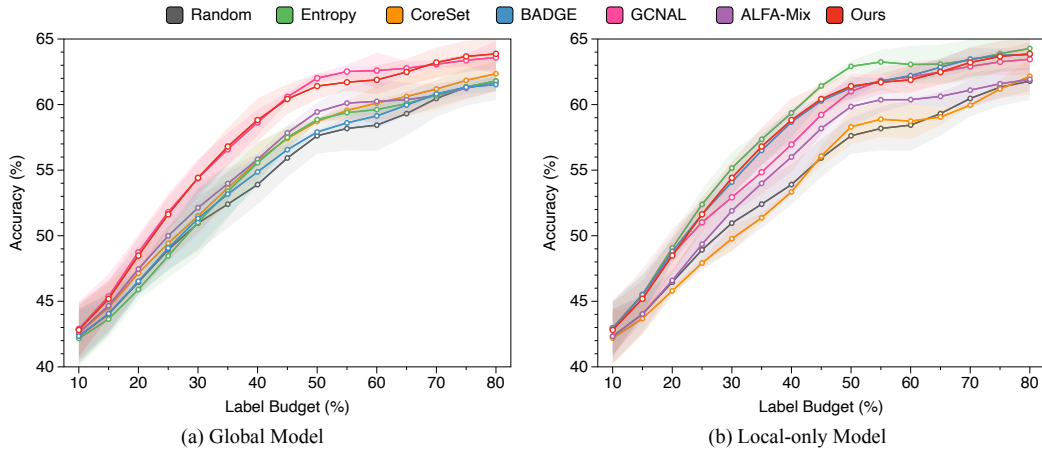 Random Entropy CoreSet BADGE GCNAL ALFA-Mix Ours
65
60
55
50
45
40
Accuracy (%)
10 20 30 40 50 60 70 80
Label Budget (%)
(a) Global Model
65
60
55
50
45
40
Accuracy (%)
10 20 30 40 50 60 70 80
Label Budget (%)
(b) Local-only Model